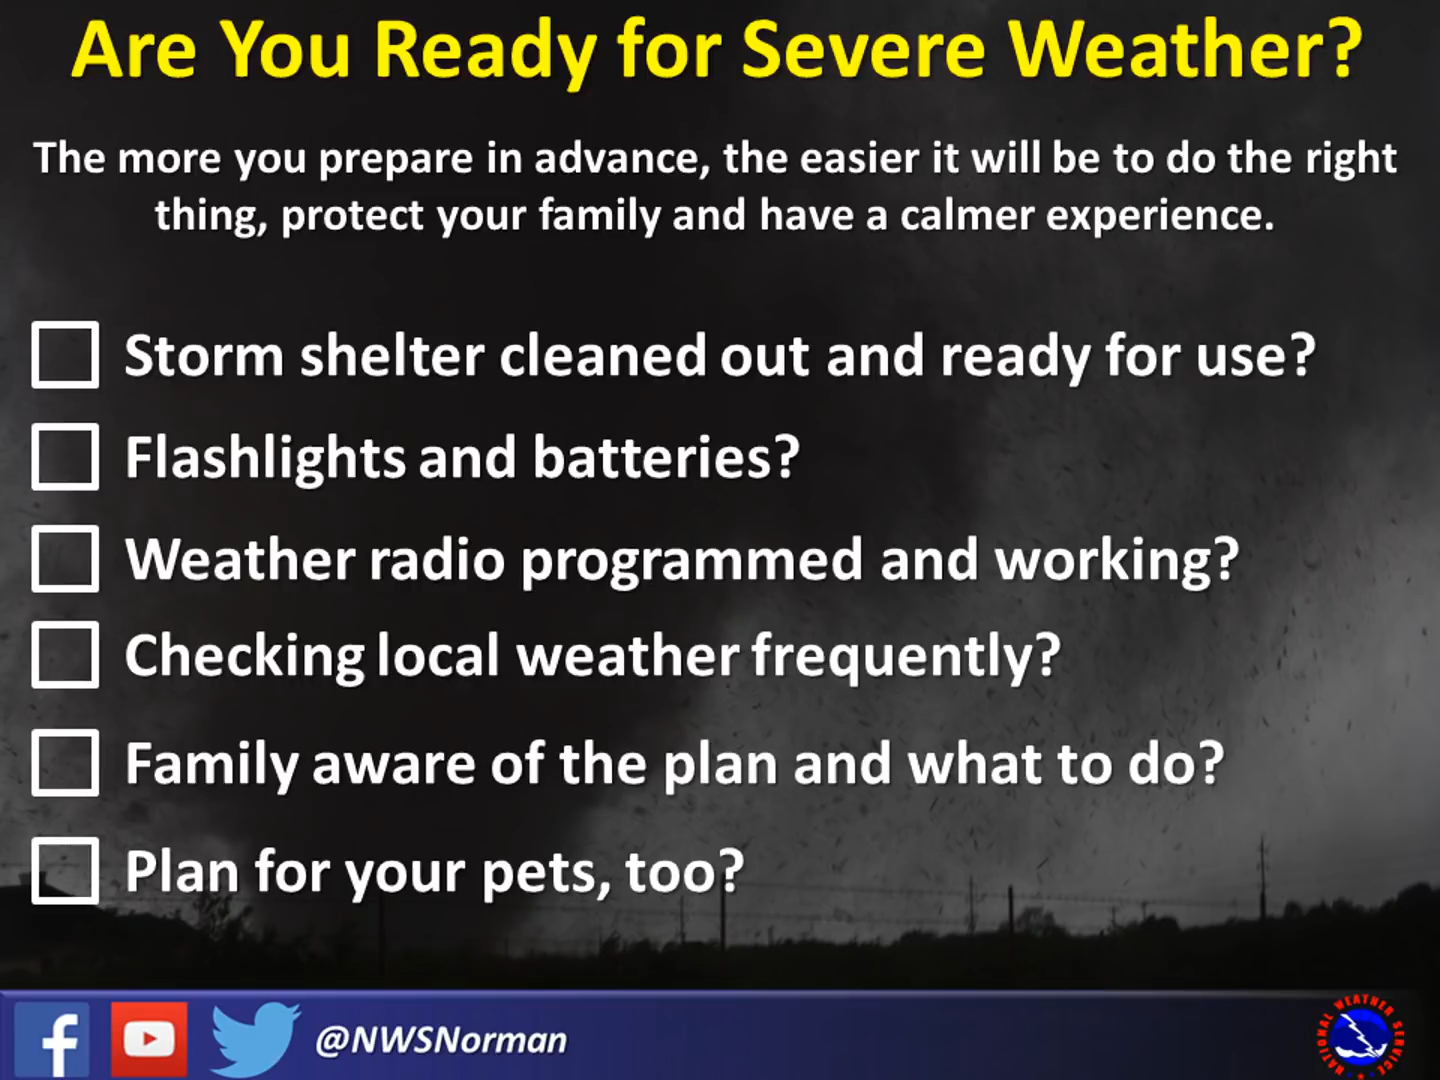 Are You Ready for Severe Weather?
The more you prepare in advance, the easier it will be to do the right
thing, protect your family and have a calmer experience.
Storm shelter cleaned out and ready for use?
Flashlights and batteries?
Weather radio programmed and working?
Checking local weather frequently?
Family aware of the plan and what to do?
Plan for your pets, too?
@NWSNorman
NATIONAL WEATHER SERVICE